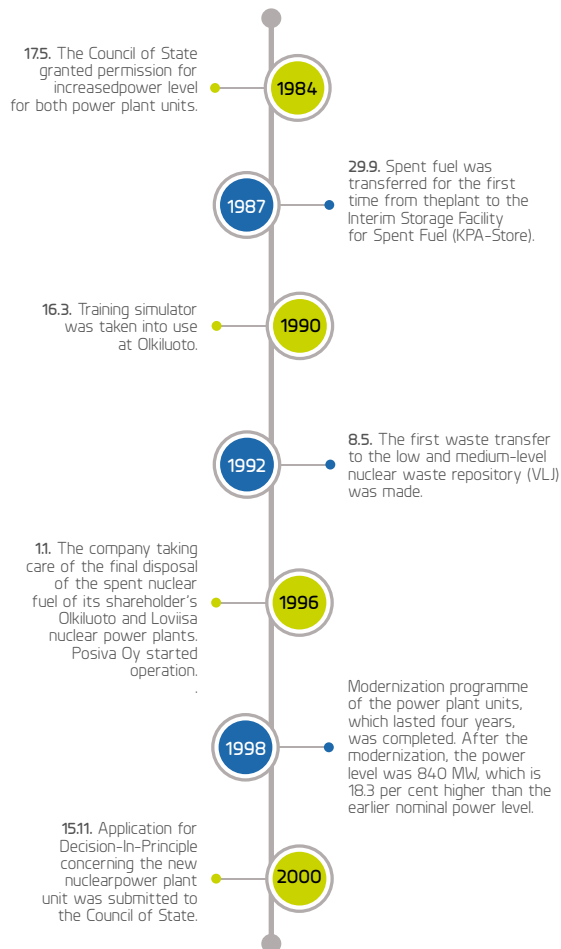 17.5. The Council of State
granted permission for
increasedpower level
for both power plant units.
1984
1987
29.9. Spent fuel was
transferred for the first
time from theplant to the
Interim Storage Facility
for Spent Fuel (KPA-Store).
16.3. Training simulator
was taken into use
at Olkiluoto.
1990
1992
8.5. The first waste transfer
to the low and medium-level
nuclear waste repository (VLJ)
was made.
1.1. The company taking
care of the final disposal
of the spent nuclear
fuel of its shareholder's
Olkiluoto and Loviisa
nuclear power plants.
Posiva Oy started
operation.
.
1996
1998
Modernization programme
of the power plant units,
which lasted four years,
was completed. After the
modernization, the power
level was 840 MW, which is
18.3 per cent higher than the
earlier nominal power level.
15.11. Application for
Decision-In-Principle
concerning the new
nuclearpower plant
unit was submitted to
the Council of State.
2000